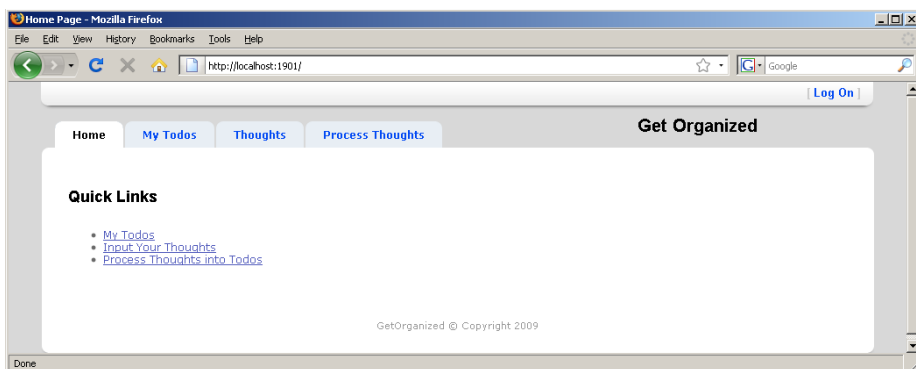 Home Page - Mozilla Firefox
File Edit View History Bookmarks Tools Help
http://localhost:1901/ G Google
[ Log On ]
Home My Todos Thoughts Process Thoughts Get Organized
Quick Links
• My Todos
• Input Your Thoughts
• Process Thoughts into Todos
GetOrganized © Copyright 2009
Done